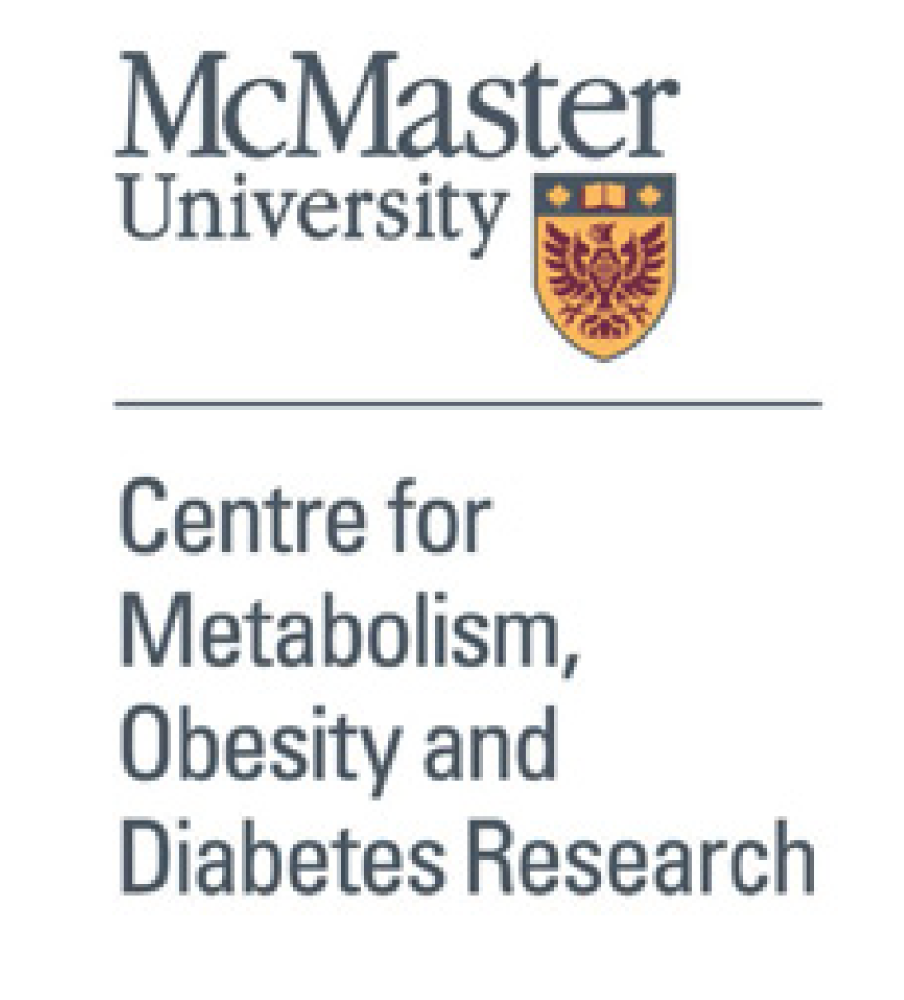 McMaster
University
Centre for
Metabolism,
Obesity and
Diabetes Research